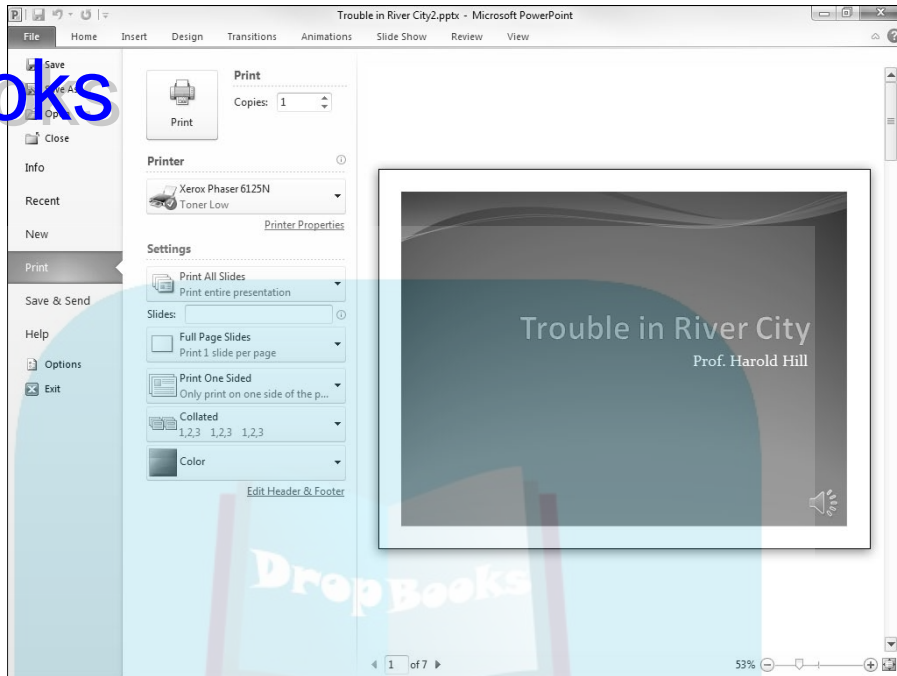 Trouble in River City2.pptx - Microsoft PowerPoint
File Home Insert Design Transitions Animations Slide Show Review View
Save
Save As
Open
Close
Info
Recent
New
Print
Save & Send
Help
Options
Exit
oks
Print
Print
Copies: 1
Printer
Xerox Phaser 6125N
Toner Low
Printer Properties
Settings
Print All Slides
Print entire presentation
Slides:
Full Page Slides
Print 1 slide per page
Print One Sided
Only print on one side of the p...
Collated
1,2,3 1,2,3 1,2,3
Color
Edit Header & Footer
Trouble in River City
Prof. Harold Hill
DropBooks
1 of 7
53%